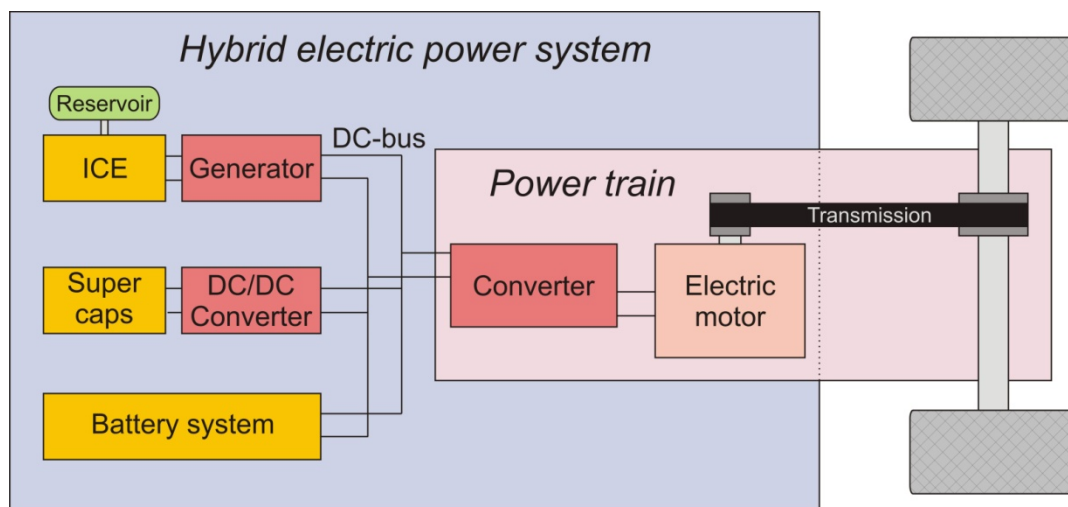 Hybrid electric power system
Reservoir
ICE
Generator
DC-bus
Power train
Transmission
Super
caps
DC/DC
Converter
Converter
Electric
motor
Battery system